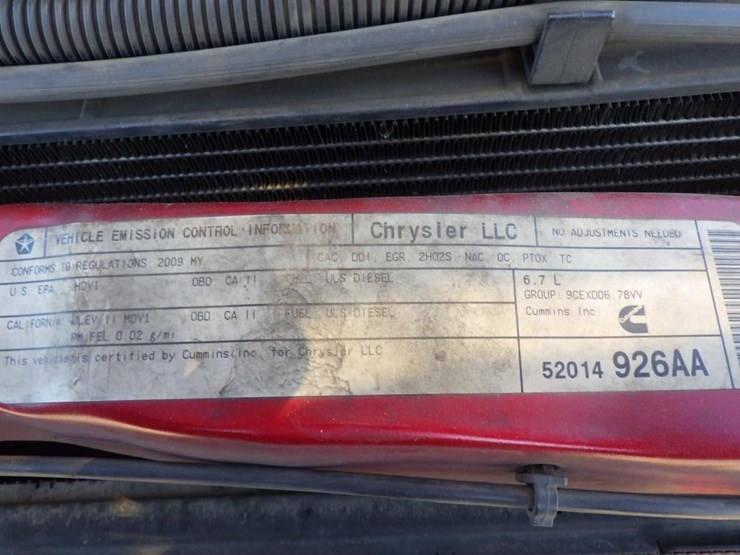 VEHICLE EMISSION CONTROL INFORMATION Chrysler LLC NO ADJUSTMENTS NEEDED
CONFORMS TO REGULATIONS: 2009 MY CAC, DDI, EGR, 2HO2S NAC, OC, PTOX TC
U.S. EPA: HDV1 OBD: CA II FUEL: ULS DIESEL 6.7 L
GROUP: 9CEXD06.78VV
CALIFORNIA ULEV II MDV1 OBD: CA II FUEL: ULS DIESEL Cummins Inc
PM FEL 0.02 g/mi
This vehicle is certified by Cummins Inc. for Chrysler LLC
52014 926AA